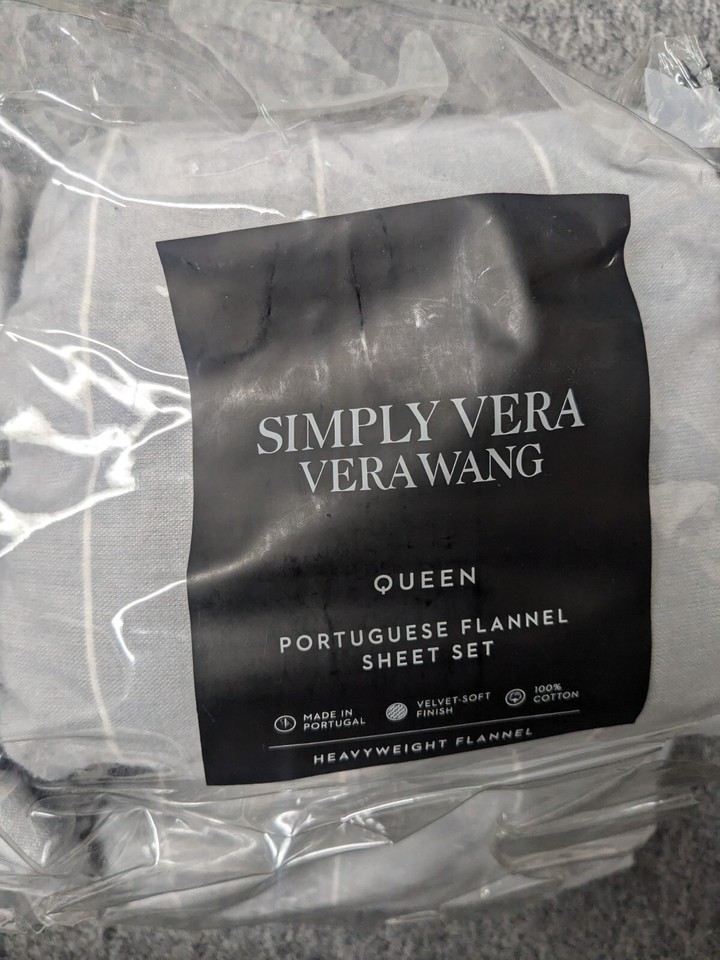 SIMPLY VERA
VERAWANG
QUEEN
PORTUGUESE FLANNEL
SHEET SET
MADE IN
PORTUGAL
VELVET-SOFT
FINISH
100%
COTTON
HEAVYWEIGHT FLANNEL